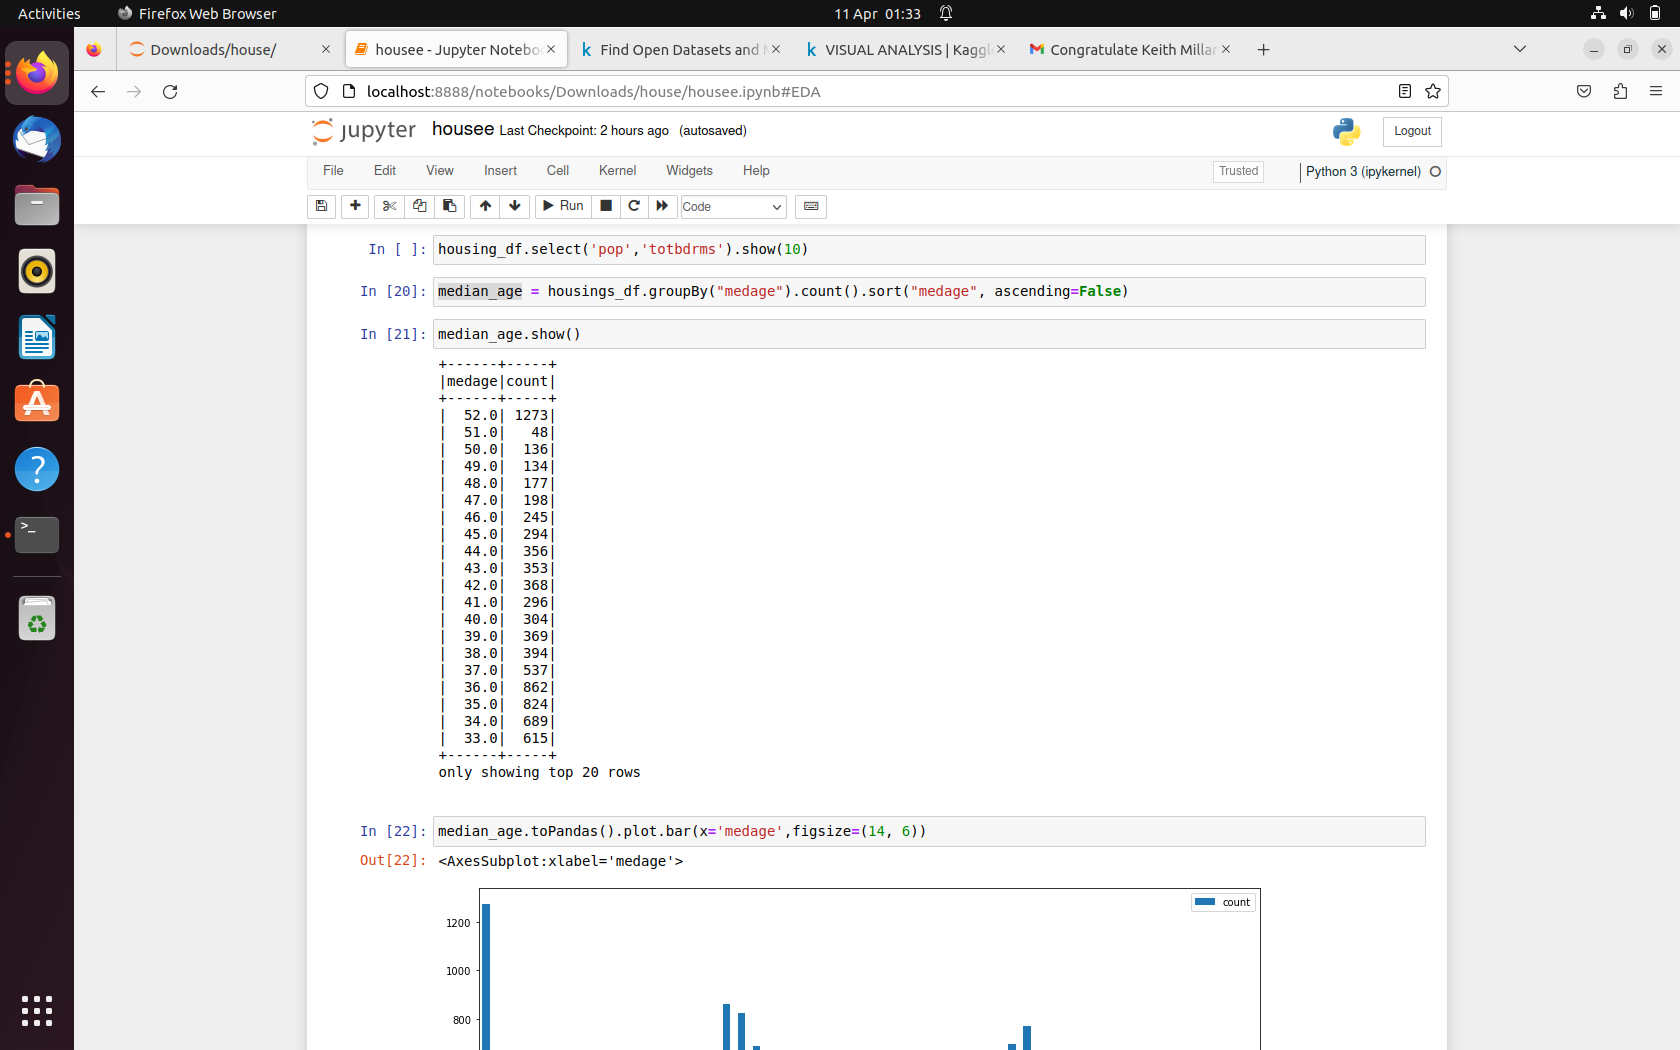 Activities Firefox Web Browser 11 Apr 01:33
Downloads/house/ housee - Jupyter Notebo Find Open Datasets and M VISUAL ANALYSIS | Kaggle Congratulate Keith Millar
localhost:8888/notebooks/Downloads/house/housee.ipynb#EDA
jupyter housee Last Checkpoint: 2 hours ago (autosaved) Logout
File Edit View Insert Cell Kernel Widgets Help Trusted Python 3 (ipykernel)
Run Code
In [ ]: housing_df.select('pop','totbdrms').show(10)
In [20]: median_age = housings_df.groupBy("medage").count().sort("medage", ascending=False)
In [21]: median_age.show()
+------+-----+
|medage|count|
+------+-----+
|  52.0| 1273|
|  51.0|   48|
|  50.0|  136|
|  49.0|  134|
|  48.0|  177|
|  47.0|  198|
|  46.0|  245|
|  45.0|  294|
|  44.0|  356|
|  43.0|  353|
|  42.0|  368|
|  41.0|  296|
|  40.0|  304|
|  39.0|  369|
|  38.0|  394|
|  37.0|  537|
|  36.0|  862|
|  35.0|  824|
|  34.0|  689|
|  33.0|  615|
+------+-----+
only showing top 20 rows
In [22]: median_age.toPandas().plot.bar(x='medage',figsize=(14, 6))
Out[22]: <AxesSubplot:xlabel='medage'>
count
1200
1000
800